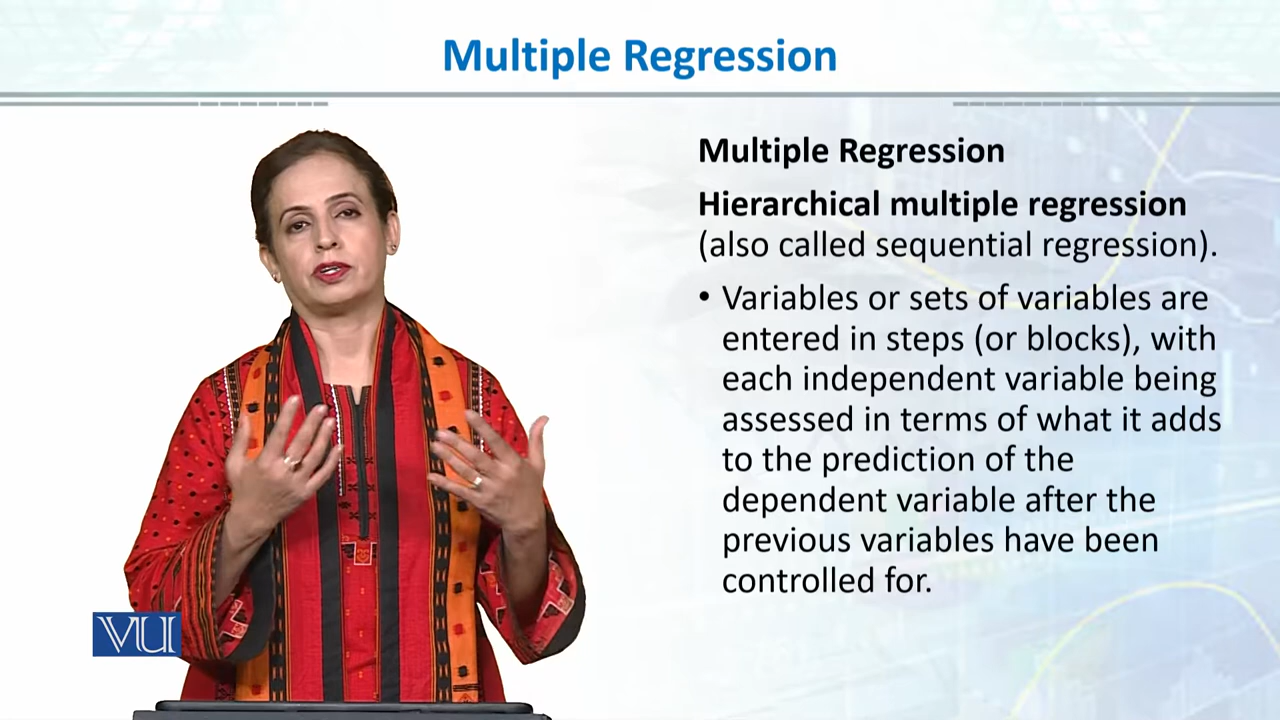 Multiple Regression
Multiple Regression
Hierarchical multiple regression
(also called sequential regression).
• Variables or sets of variables are
entered in steps (or blocks), with
each independent variable being
assessed in terms of what it adds
to the prediction of the
dependent variable after the
previous variables have been
controlled for.
VU